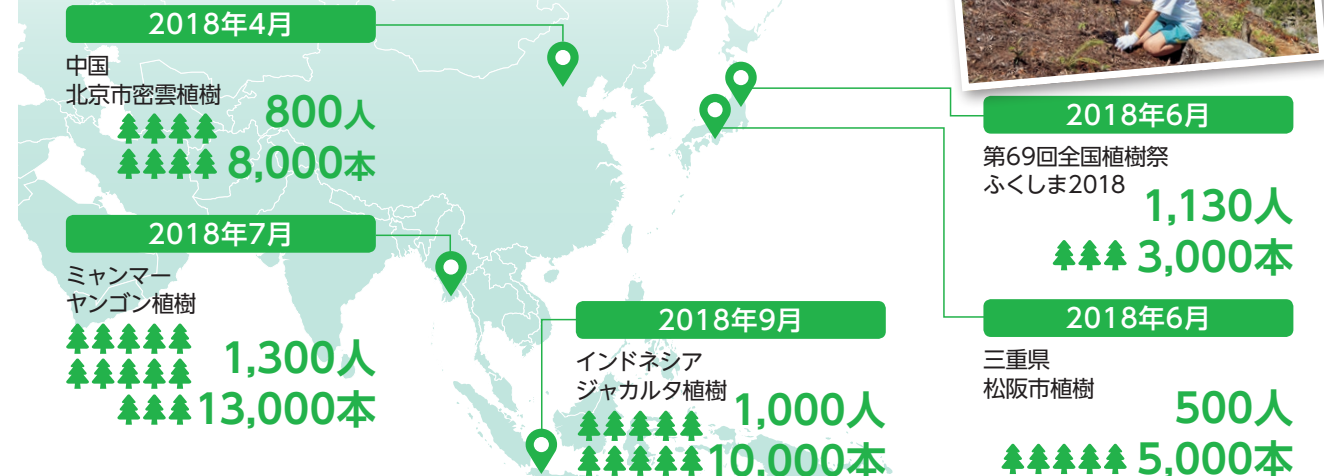 2018年4月
中国
北京市密雲植樹
800人
8,000本
2018年7月
ミャンマー
ヤンゴン植樹
1,300人
13,000本
2018年9月
インドネシア
ジャカルタ植樹
1,000人
10,000本
2018年6月
第69回全国植樹祭
ふくしま2018
1,130人
3,000本
2018年6月
三重県
松阪市植樹
500人
5,000本